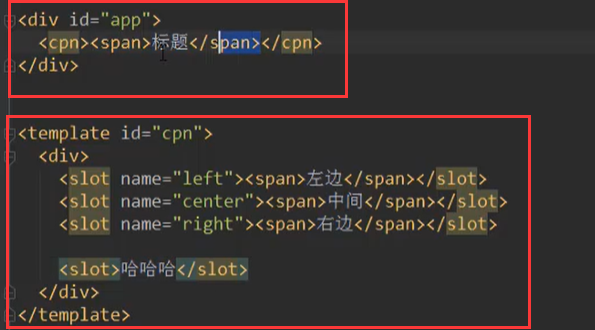 <div id="app">
<cpn><span>标题</span></cpn>
</div>
<template id="cpn">
<div>
<slot name="left"><span>左边</span></slot>
<slot name="center"><span>中间</span></slot>
<slot name="right"><span>右边</span></slot>
<slot>哈哈哈</slot>
</div>
</template>